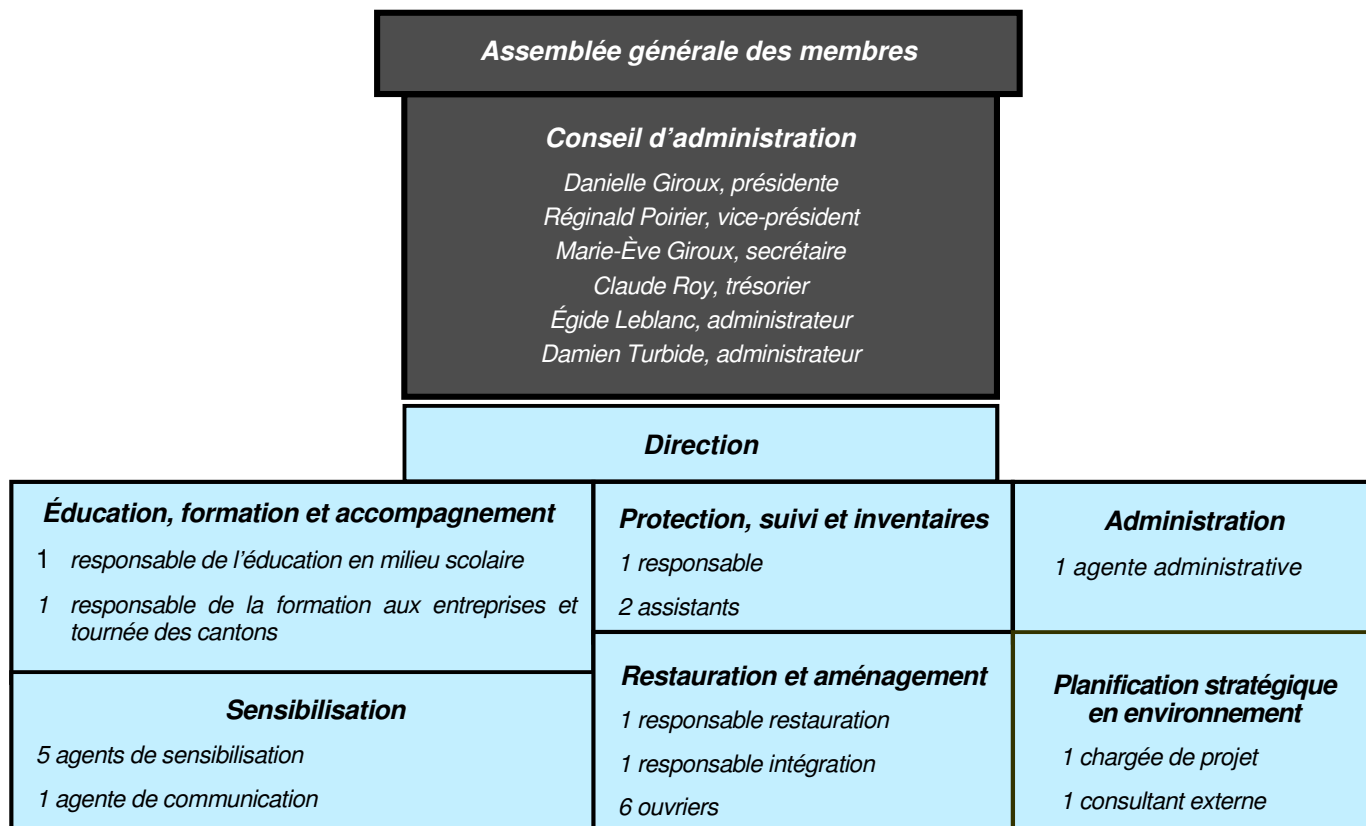 Assemblée générale des membres
Conseil d'administration
Danielle Giroux, présidente
Réginald Poirier, vice-président
Marie-Ève Giroux, secrétaire
Claude Roy, trésorier
Égide Leblanc, administrateur
Damien Turbide, administrateur
Direction
Éducation, formation et accompagnement
1 responsable de l'éducation en milieu scolaire
1 responsable de la formation aux entreprises et
tournée des cantons
Sensibilisation
5 agents de sensibilisation
1 agente de communication
Protection, suivi et inventaires
1 responsable
2 assistants
Restauration et aménagement
1 responsable restauration
1 responsable intégration
6 ouvriers
Administration
1 agente administrative
Planification stratégique
en environnement
1 chargée de projet
1 consultant externe